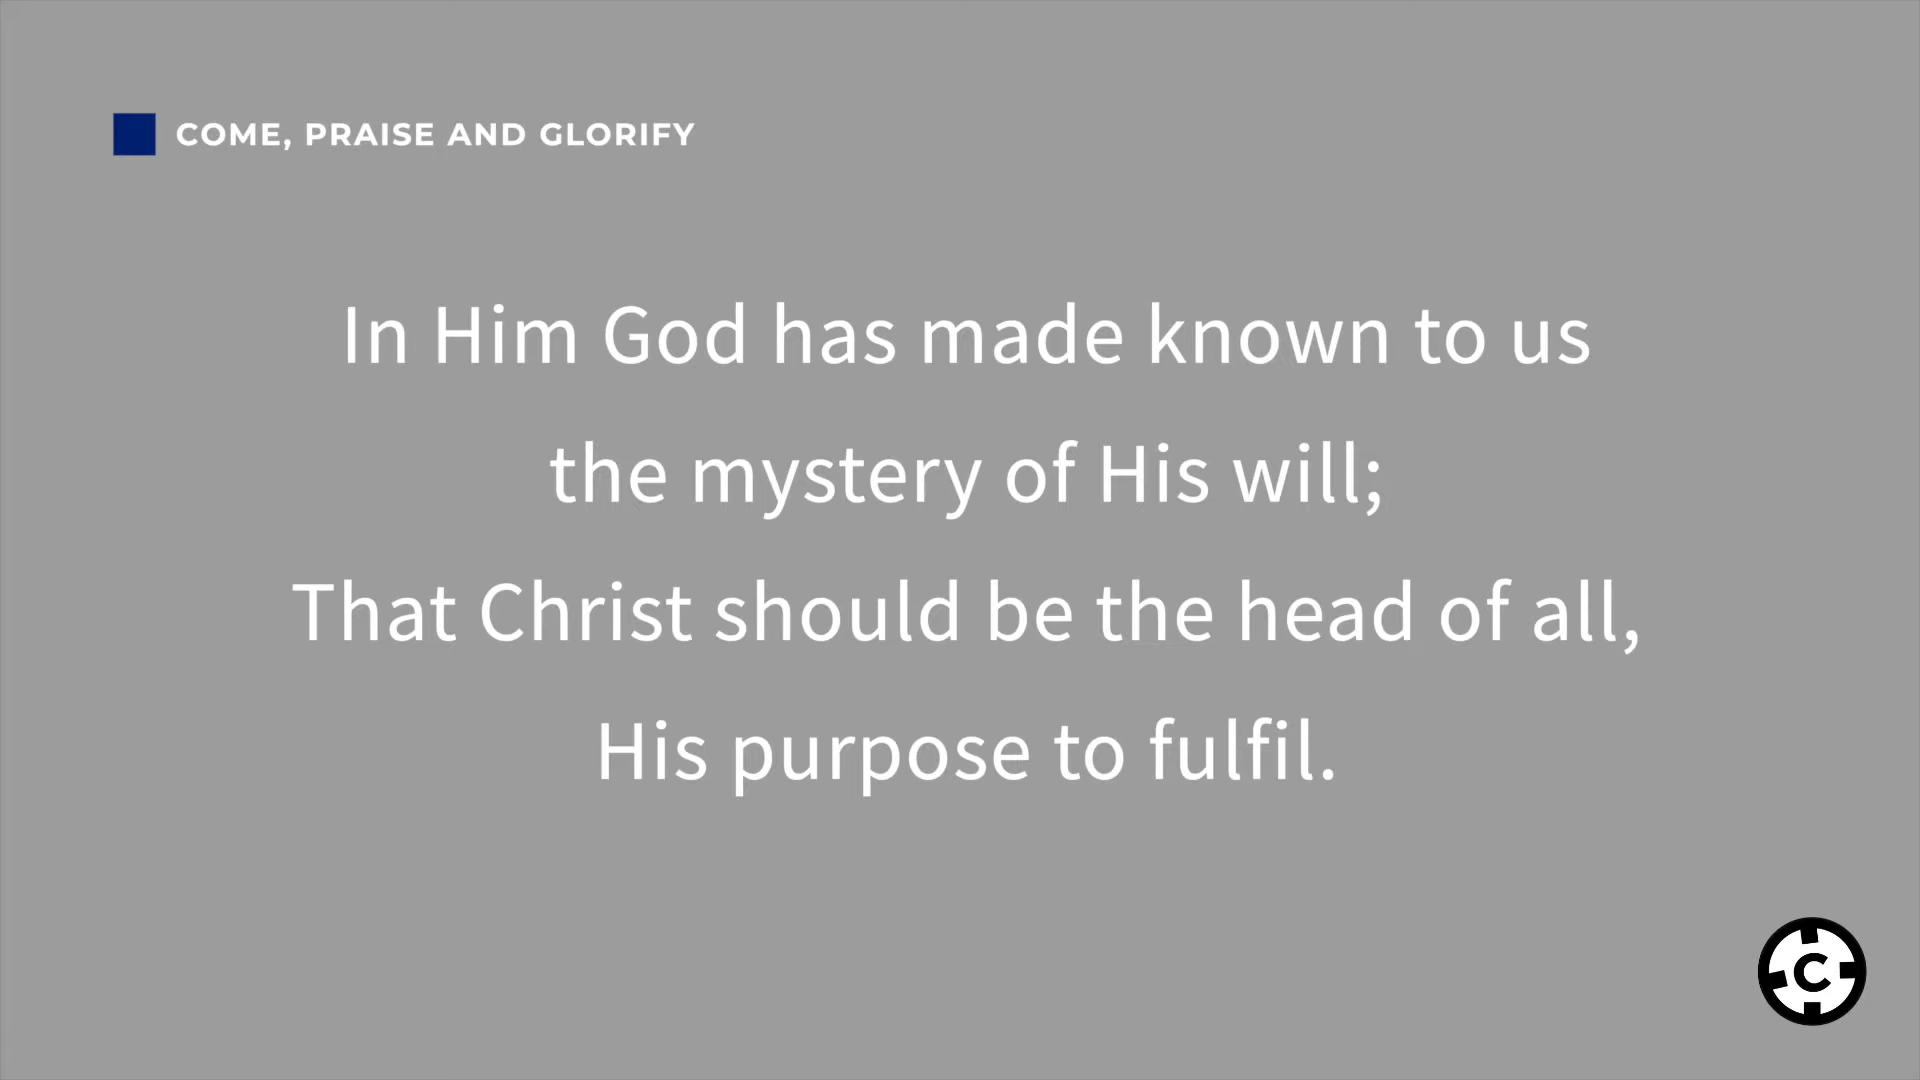 COME, PRAISE AND GLORIFY
In Him God has made known to us
the mystery of His will;
That Christ should be the head of all,
His purpose to fulfil.
C